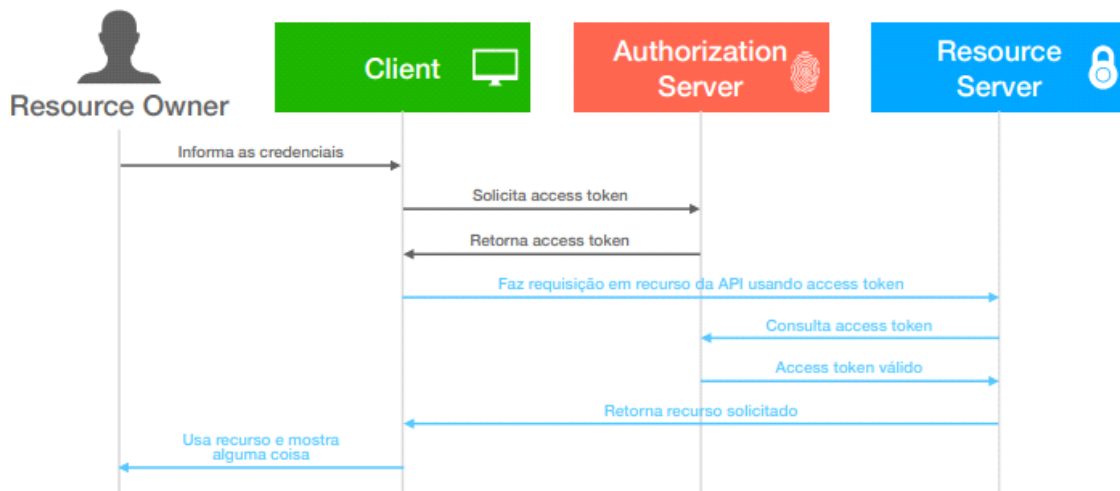 Resource Owner
Client
Authorization
Server
Resource
Server
Informa as credenciais
Solicita access token
Retorna access token
Faz requisição em recurso da API usando access token
Consulta access token
Access token válido
Retorna recurso solicitado
Usa recurso e mostra
alguma coisa